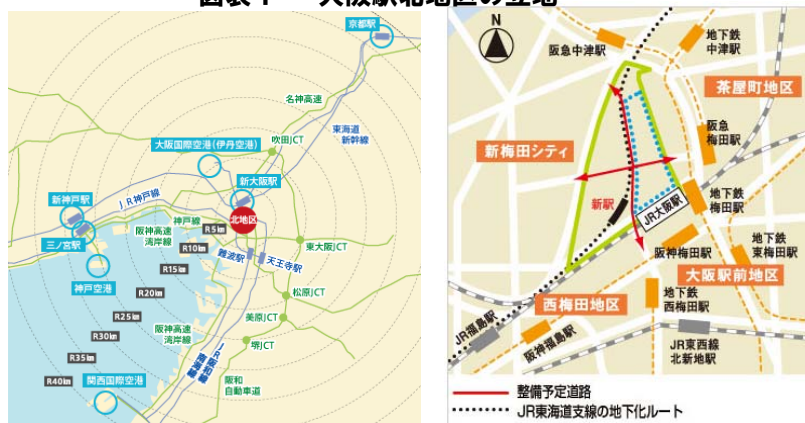 大阪駅北地区の立地
京都駅
名神高速
東海道
新幹線
大阪国際空港(伊丹空港)
吹田JCT
新大阪駅
新神戸駅
JR神戸線
北地区
神戸線
R5km
三ノ宮駅
阪神高速
湾岸線
R10km
東大阪JCT
難波駅
天王寺駅
R15km
神戸空港
R20km
松原JCT
R25km
美原JCT
R30km
阪神高速
湾岸線
堺JCT
R35km
JR阪和線
南海線
R40km
関西国際空港
阪和
自動車道
N
阪急中津駅
地下鉄
中津駅
茶屋町地区
阪急
梅田駅
新梅田シティ
新駅
JR大阪駅
地下鉄
梅田駅
地下鉄
東梅田駅
阪神梅田駅
大阪駅前地区
西梅田地区
地下鉄
西梅田駅
JR福島駅
阪神福島駅
JR東西線
北新地駅
整備予定道路
JR東海道支線の地下化ルート